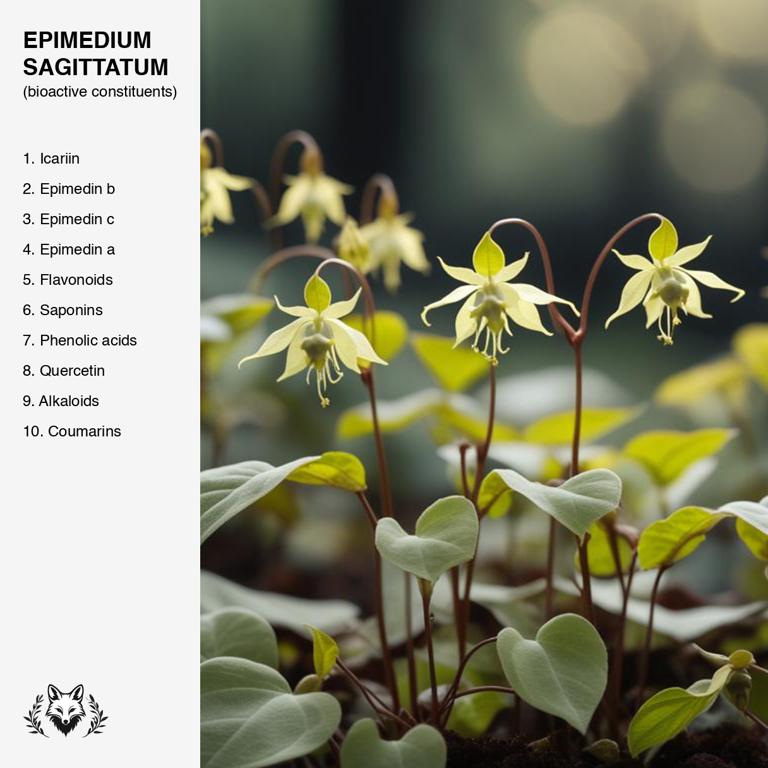 EPIMEDIUM
SAGITTATUM
(bioactive constituents)
1. Icariin
2. Epimedin b
3. Epimedin c
4. Epimedin a
5. Flavonoids
6. Saponins
7. Phenolic acids
8. Quercetin
9. Alkaloids
10. Coumarins